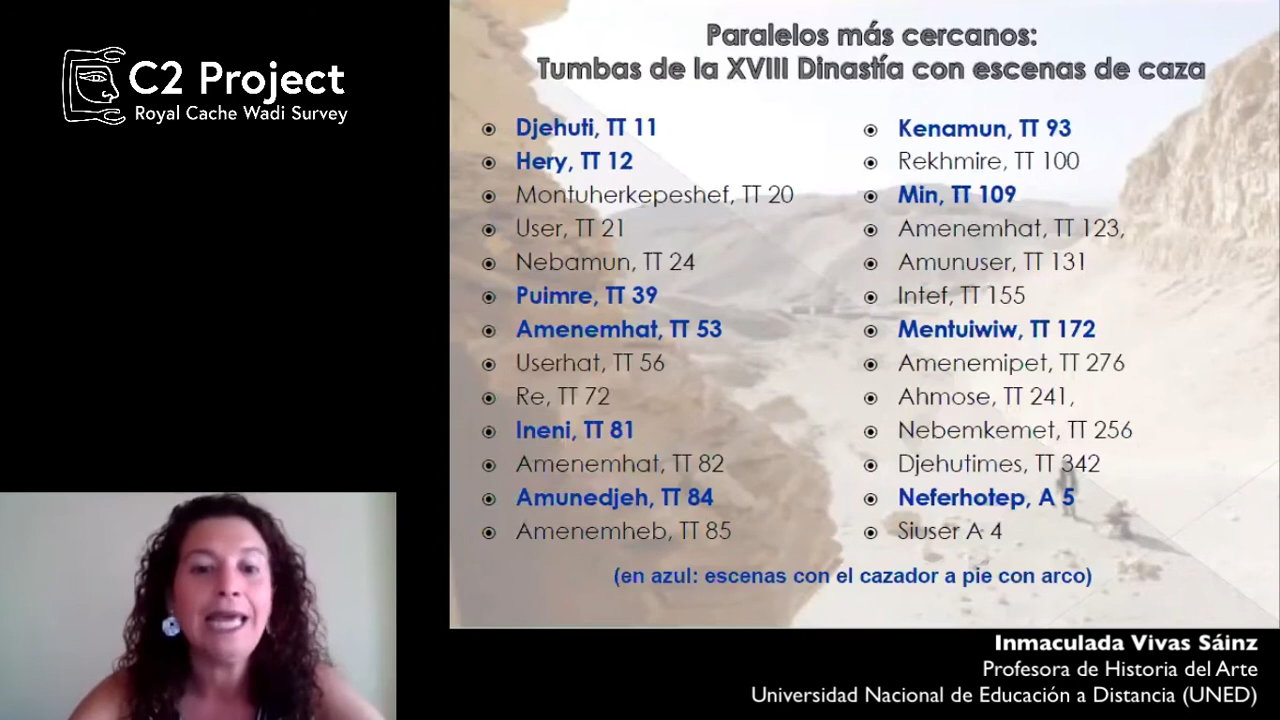 C2 Project
Royal Cache Wadi Survey
Paralelos más cercanos:
Tumbas de la XVIII Dinastía con escenas de caza
Djehuti, TT 11
Hery, TT 12
Montuherkepeshef, TT 20
User, TT 21
Nebamun, TT 24
Puimre, TT 39
Amenemhat, TT 53
Userhat, TT 56
Re, TT 72
Ineni, TT 81
Amenemhat, TT 82
Amunedjeh, TT 84
Amenemheb, TT 85
Kenamun, TT 93
Rekhmire, TT 100
Min, TT 109
Amenemhat, TT 123,
Amunuser, TT 131
Intef, TT 155
Mentuiwiw, TT 172
Amenemipet, TT 276
Ahmose, TT 241,
Nebemkemet, TT 256
Djehutimes, TT 342
Neferhotep, A 5
Siuser A 4
(en azul: escenas con el cazador a pie con arco)
Inmaculada Vivas Sáinz
Profesora de Historia del Arte
Universidad Nacional de Educación a Distancia (UNED)